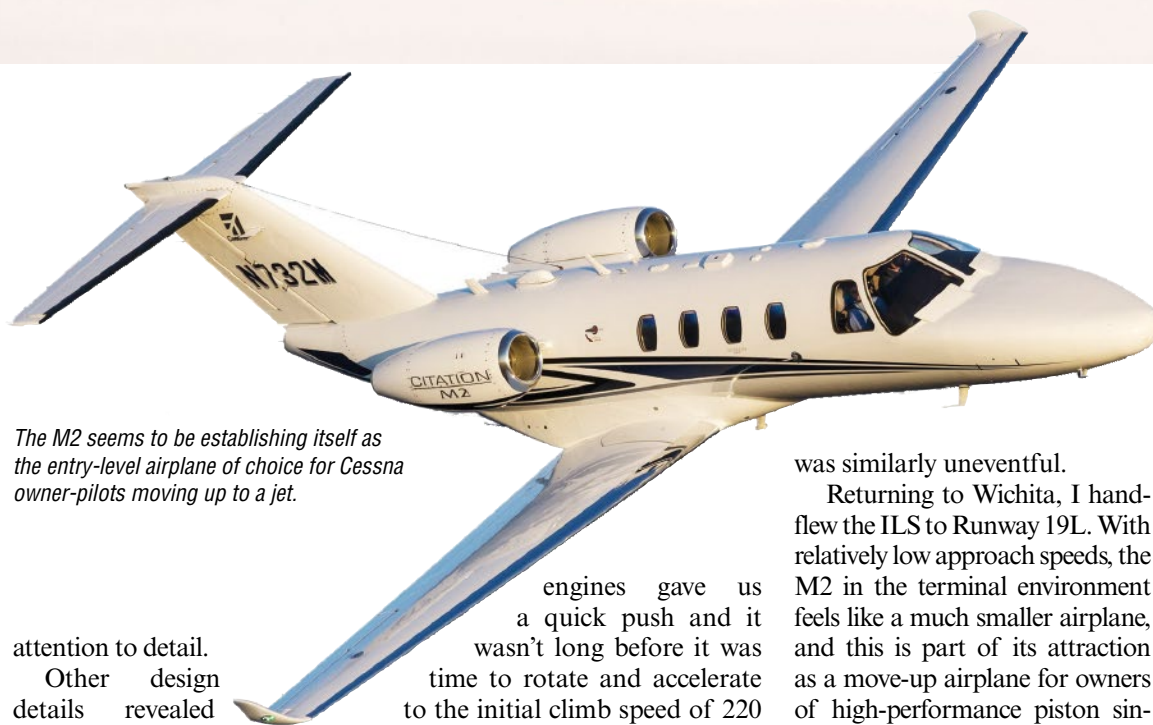 N732M
CITATION
M2
The M2 seems to be establishing itself as
the entry-level airplane of choice for Cessna
owner-pilots moving up to a jet.
attention to detail.
Other design
details revealed
engines gave us
a quick push and it
wasn't long before it was
time to rotate and accelerate
to the initial climb speed of 220
was similarly uneventful.
Returning to Wichita, I hand-
flew the ILS to Runway 19L. With
relatively low approach speeds, the
M2 in the terminal environment
feels like a much smaller airplane,
and this is part of its attraction
as a move-up airplane for owners
of high-performance piston sin-